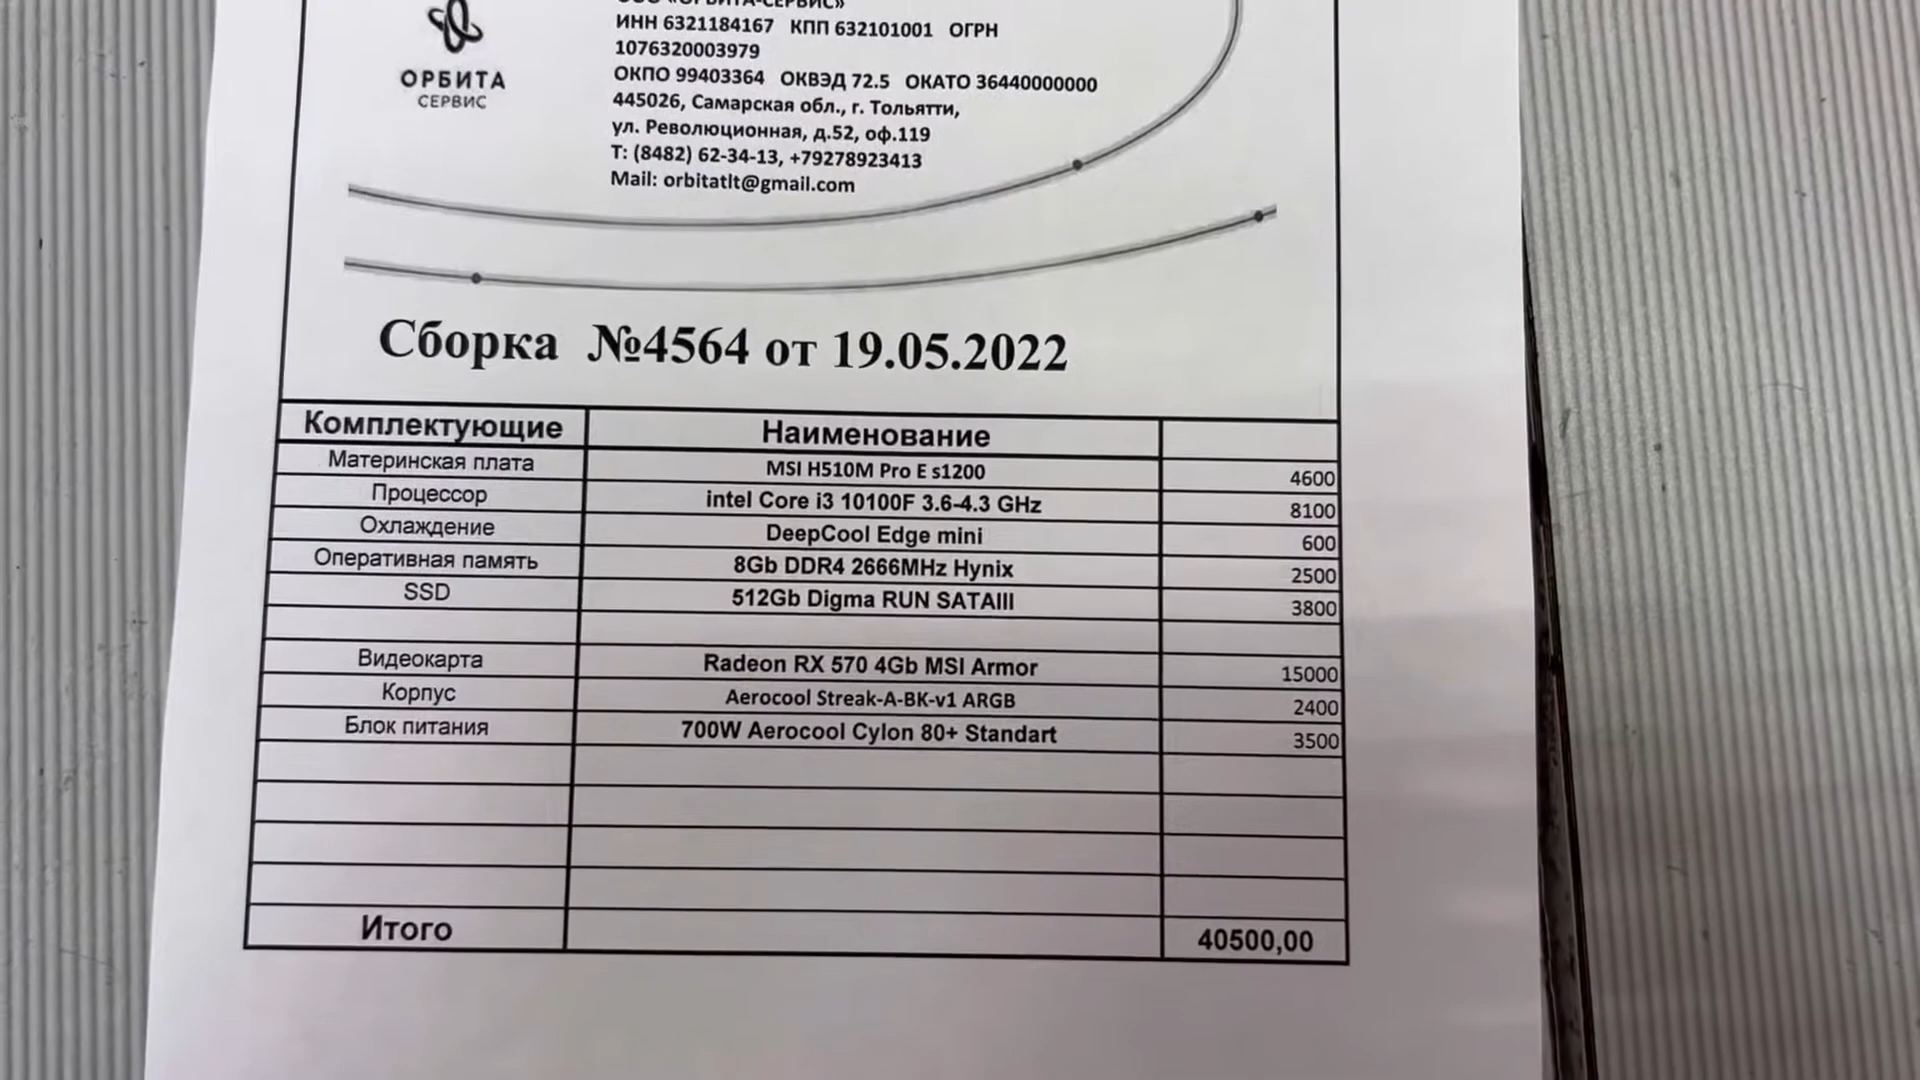 ООО «ОРБИТА-СЕРВИС»
ИНН 6321184167 КПП 632101001 ОГРН
1076320003979
ОКПО 99403364 ОКВЭД 72.5 ОКАТО 36440000000
445026, Самарская обл., г. Тольятти,
ул. Революционная, д.52, оф.119
Т: (8482) 62-34-13, +79278923413
Mail: orbitatlt@gmail.com
ОРБИТА
СЕРВИС
Сборка №4564 от 19.05.2022
Комплектующие Наименование
Материнская плата MSI H510M Pro E s1200 4600
Процессор intel Core i3 10100F 3.6-4.3 GHz 8100
Охлаждение DeepCool Edge mini 600
Оперативная память 8Gb DDR4 2666MHz Hynix 2500
SSD 512Gb Digma RUN SATAIII 3800
Видеокарта Radeon RX 570 4Gb MSI Armor 15000
Корпус Aerocool Streak-A-BK-v1 ARGB 2400
Блок питания 700W Aerocool Cylon 80+ Standart 3500
Итого 40500,00